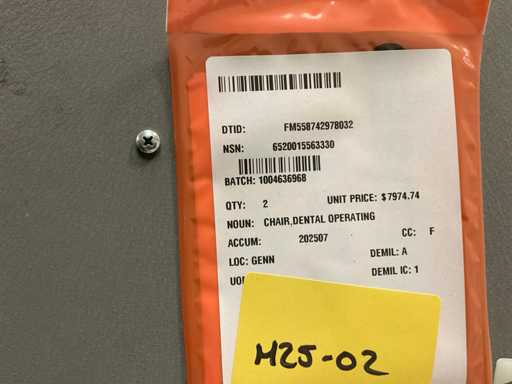 DTID: FM558742978032
NSN: 6520015563330
BATCH: 1004636968
QTY: 2 UNIT PRICE: $7974.74
NOUN: CHAIR,DENTAL OPERATING
ACCUM: 202507 CC: F
LOC: GENN DEMIL: A
DEMIL IC: 1
M25-02